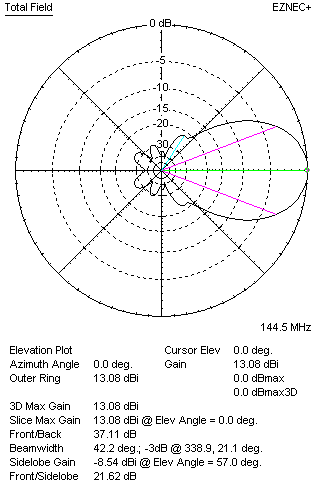 Total Field EZNEC+
0 dB
-5
-10
-15
-20
-30
144.5 MHz
Elevation Plot Cursor Elev 0.0 deg.
Azimuth Angle 0.0 deg. Gain 13.08 dBi
Outer Ring 13.08 dBi 0.0 dBmax
0.0 dBmax3D
3D Max Gain 13.08 dBi
Slice Max Gain 13.08 dBi @ Elev Angle = 0.0 deg.
Front/Back 37.11 dB
Beamwidth 42.2 deg.; -3dB @ 338.9, 21.1 deg.
Sidelobe Gain -8.54 dBi @ Elev Angle = 57.0 deg.
Front/Sidelobe 21.62 dB